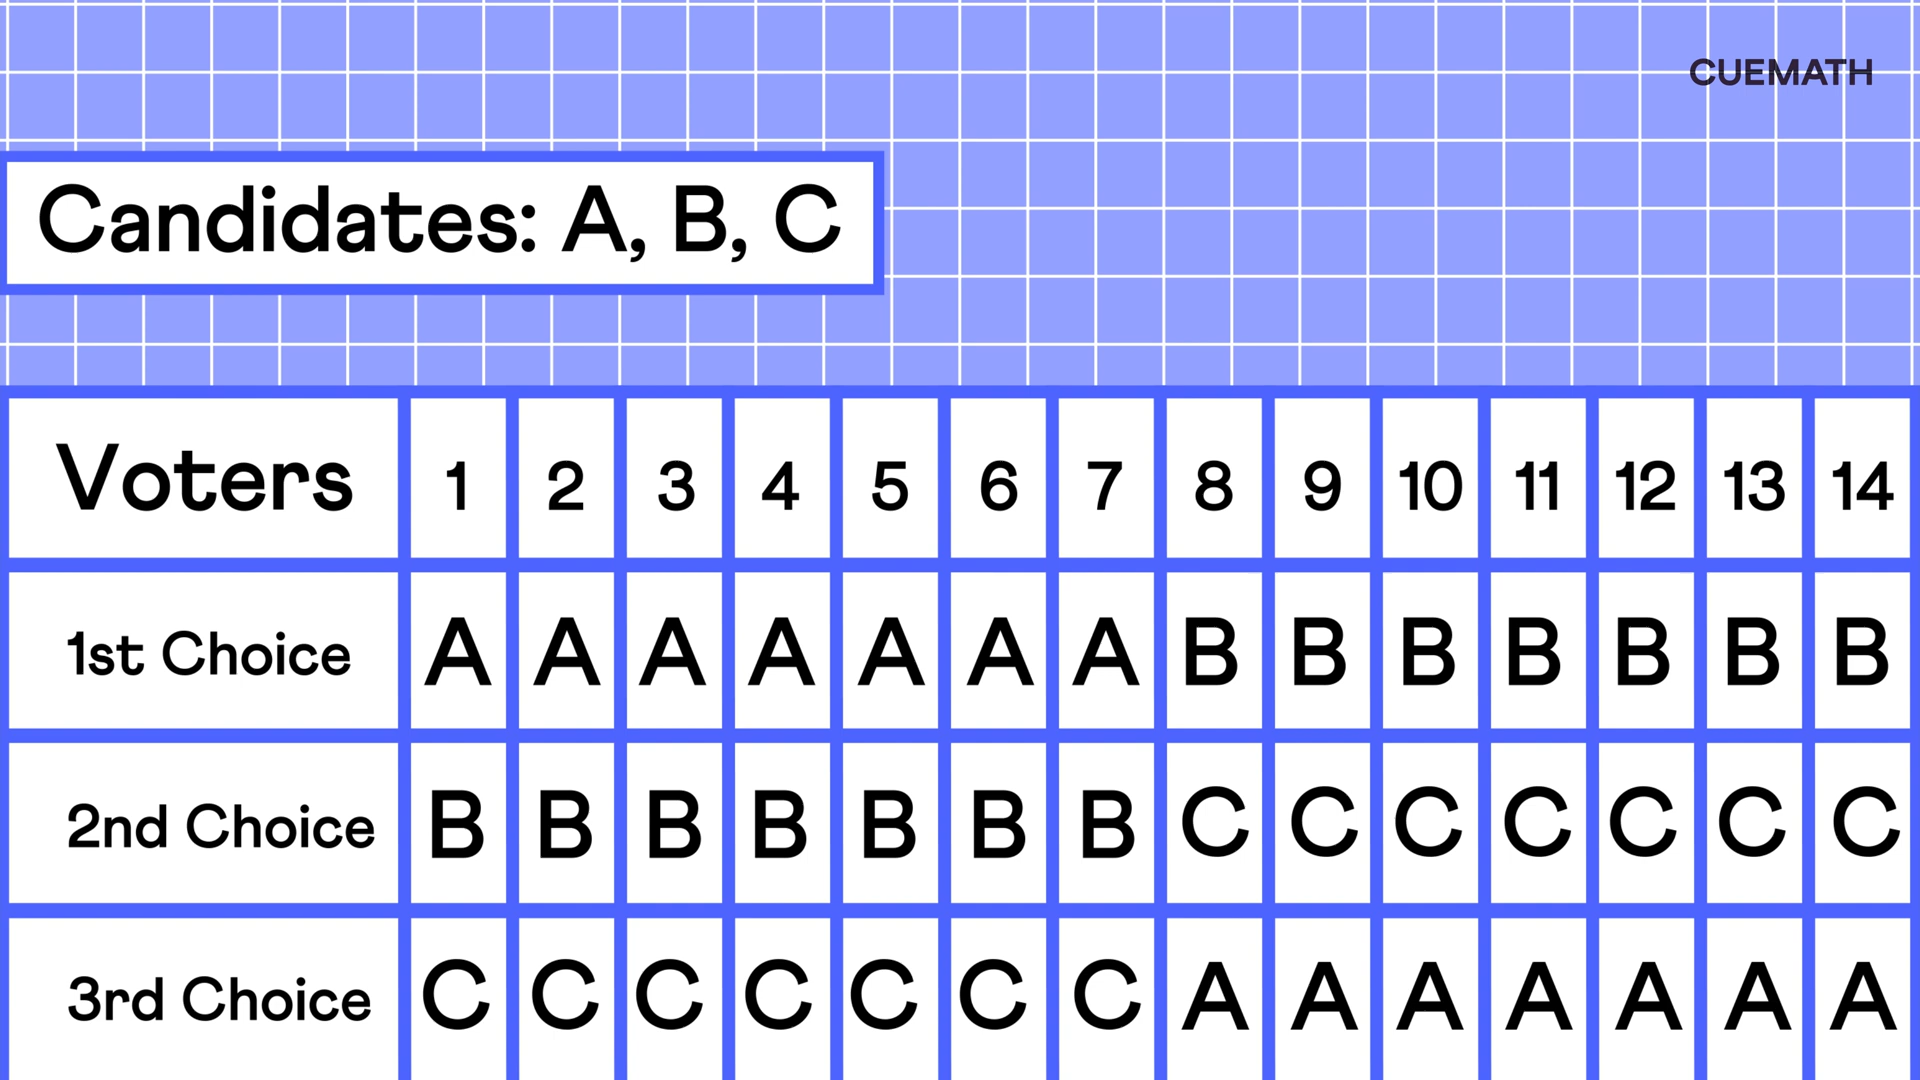 CUEMATH
Candidates: A, B, C
Voters 1 2 3 4 5 6 7 8 9 10 11 12 13 14
1st Choice A A A A A A A B B B B B B B
2nd Choice B B B B B B B C C C C C C C
3rd Choice C C C C C C C A A A A A A A